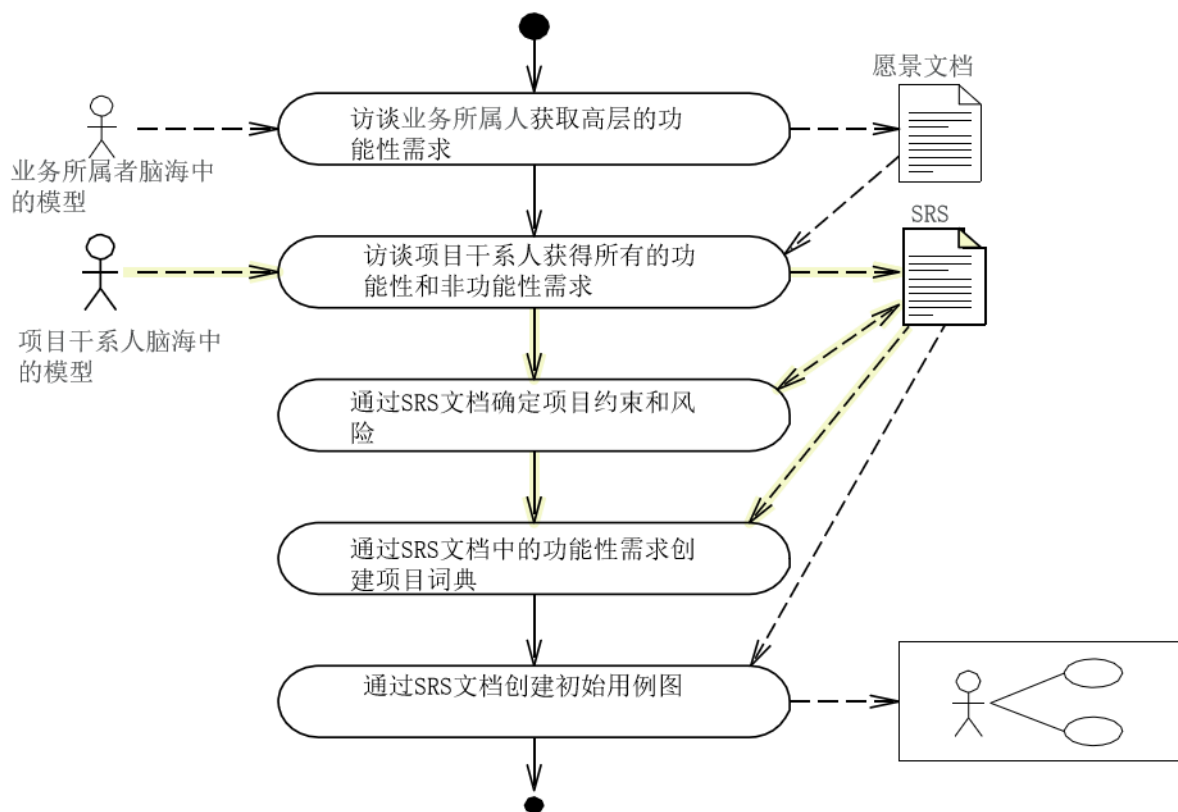 愿景文档
访谈业务所属人获取高层的功
能性需求
业务所属者脑海中
的模型
SRS
访谈项目干系人获得所有的功
能性和非功能性需求
项目干系人脑海中
的模型
通过SRS文档确定项目约束和风
险
通过SRS文档中的功能性需求创
建项目词典
通过SRS文档创建初始用例图